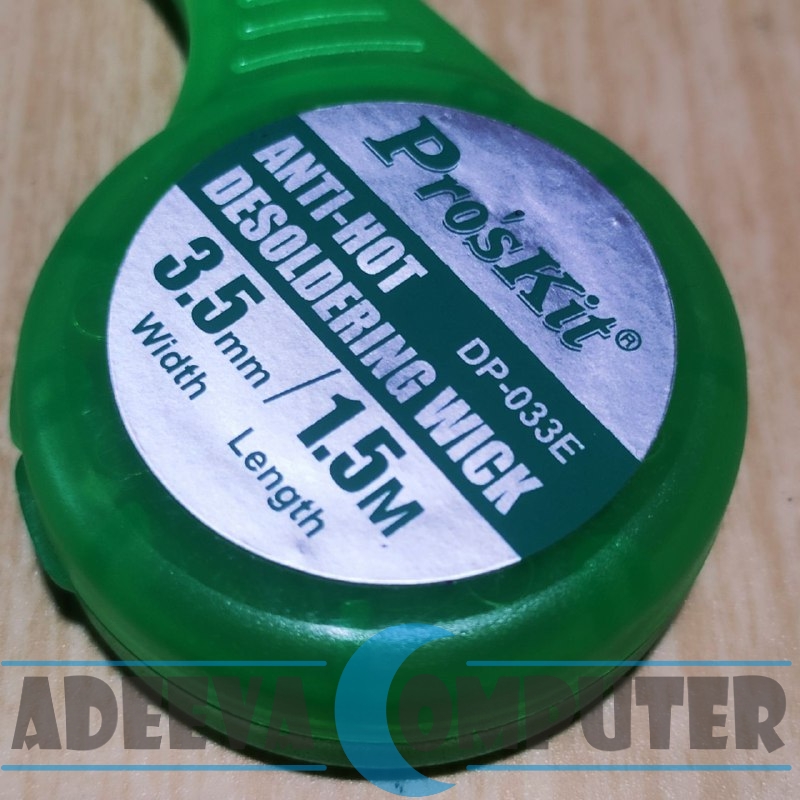 Pro'sKit®
DP-033E
ANTI-HOT
DESOLDERING WICK
3.5mm / 1.5M
Width Length
ADEEVA COMPUTER